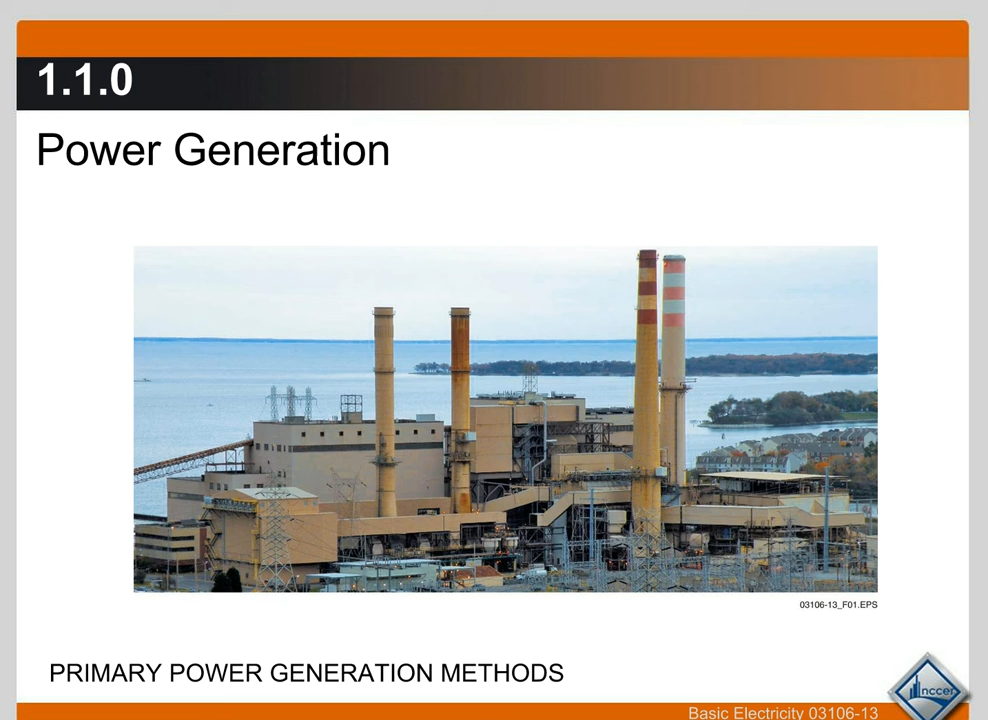 1.1.0
Power Generation
03106-13_F01.EPS
PRIMARY POWER GENERATION METHODS
nccer
Basic Electricity 03106-13